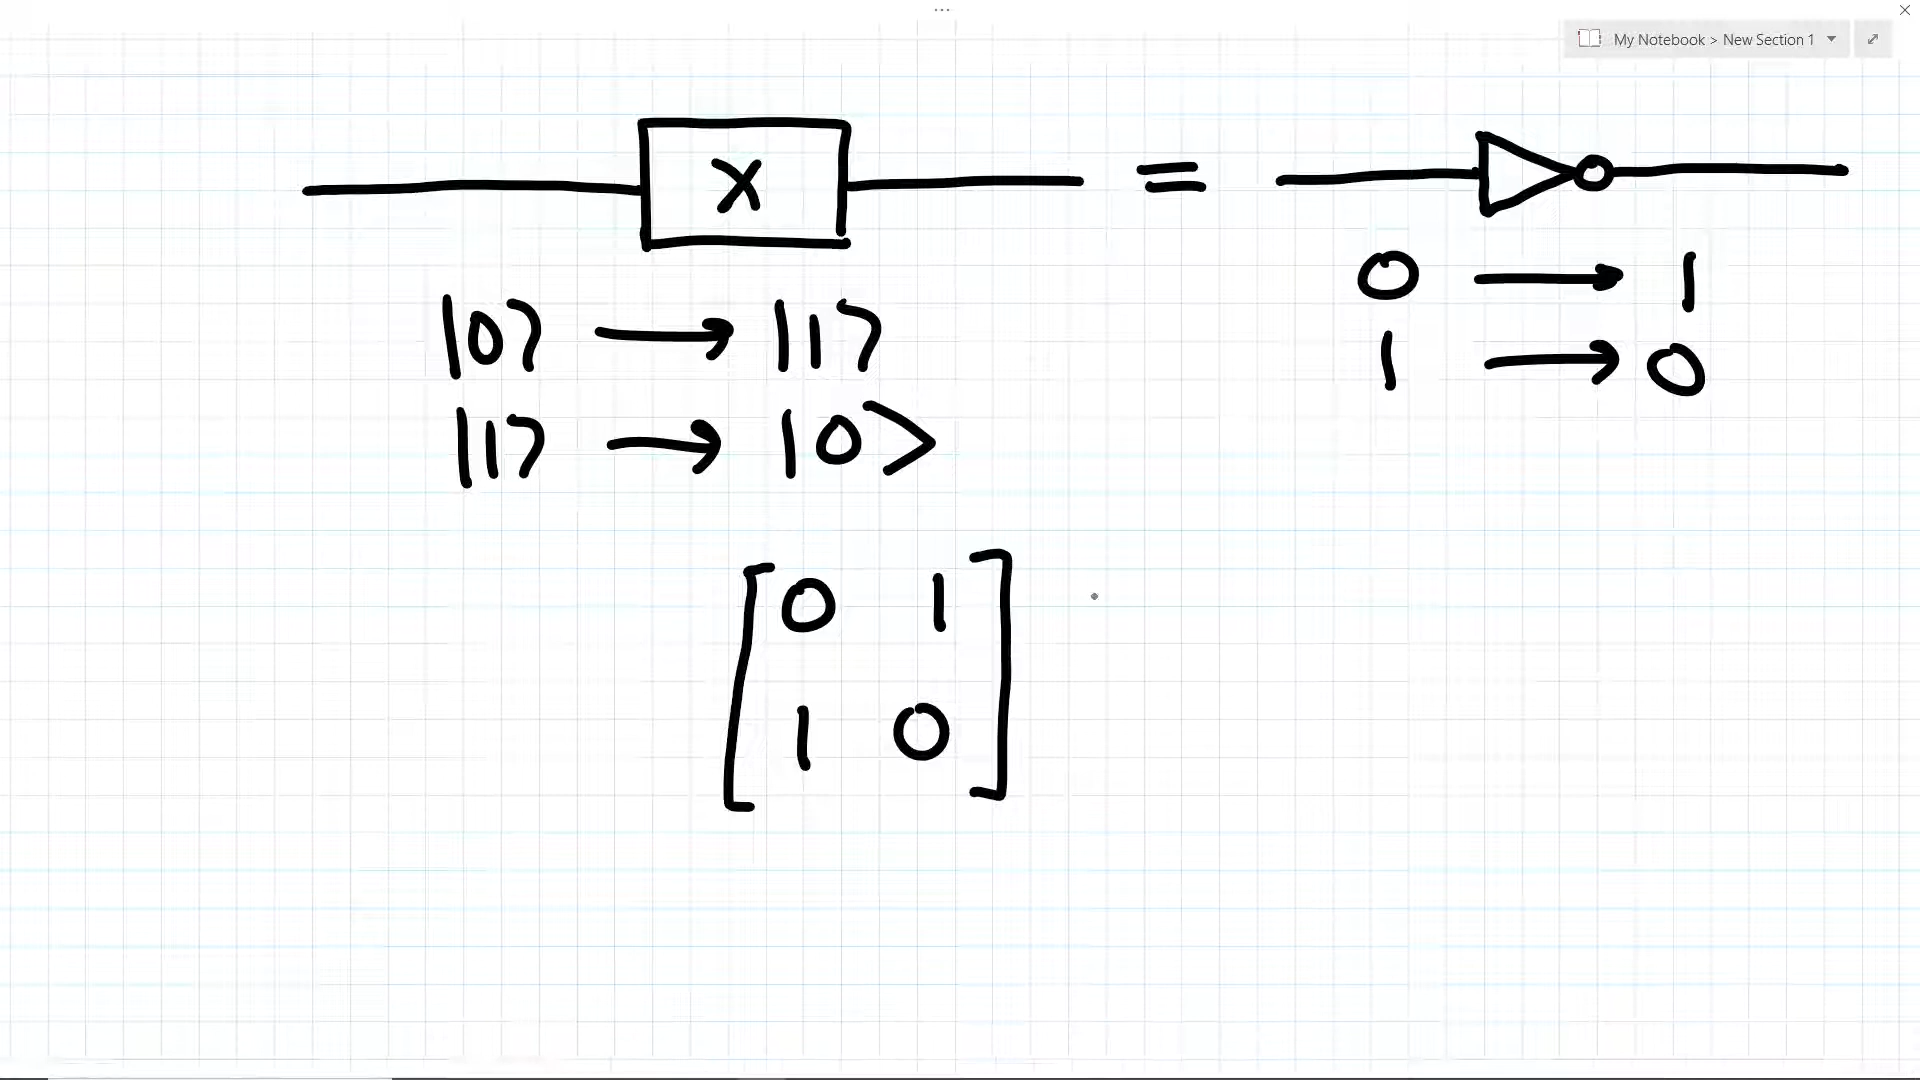 My Notebook > New Section 1
X =
|0⟩ → |1⟩
|1⟩ → |0>
0 → 1
1 → 0
[0 1
1 0]